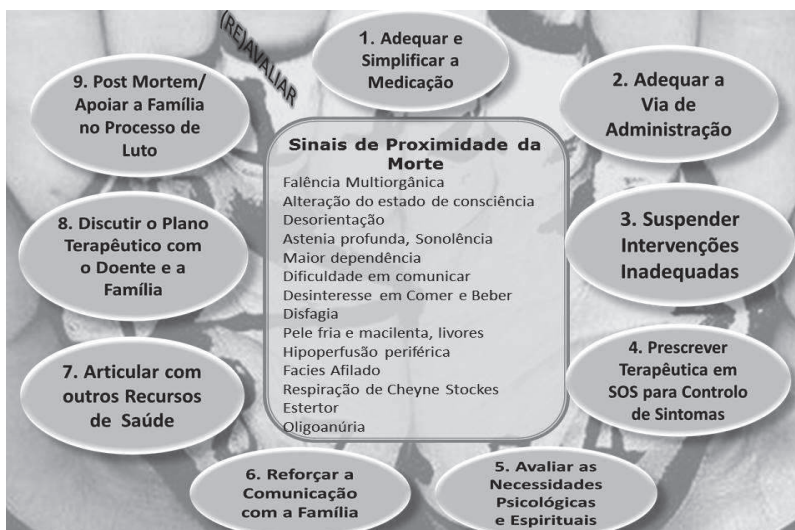 (RE)AVALIAR
1. Adequar e
Simplificar a
Medicação
2. Adequar a
Via de
Administração
3. Suspender
Intervenções
Inadequadas
4. Prescrever
Terapêutica em
SOS para Controlo
de Sintomas
5. Avaliar as
Necessidades
Psicológicas
e Espirituais
6. Reforçar a
Comunicação
com a Família
7. Articular com
outros Recursos
de Saúde
8. Discutir o Plano
Terapêutico com
o Doente e a
Família
9. Post Mortem/
Apoiar a Família
no Processo de
Luto
Sinais de Proximidade da
Morte
Falência Multiorgânica
Alteração do estado de consciência
Desorientação
Astenia profunda, Sonolência
Maior dependência
Dificuldade em comunicar
Desinteresse em Comer e Beber
Disfagia
Pele fria e macilenta, livores
Hipoperfusão periférica
Facies Afilado
Respiração de Cheyne Stockes
Estertor
Oligoanúria